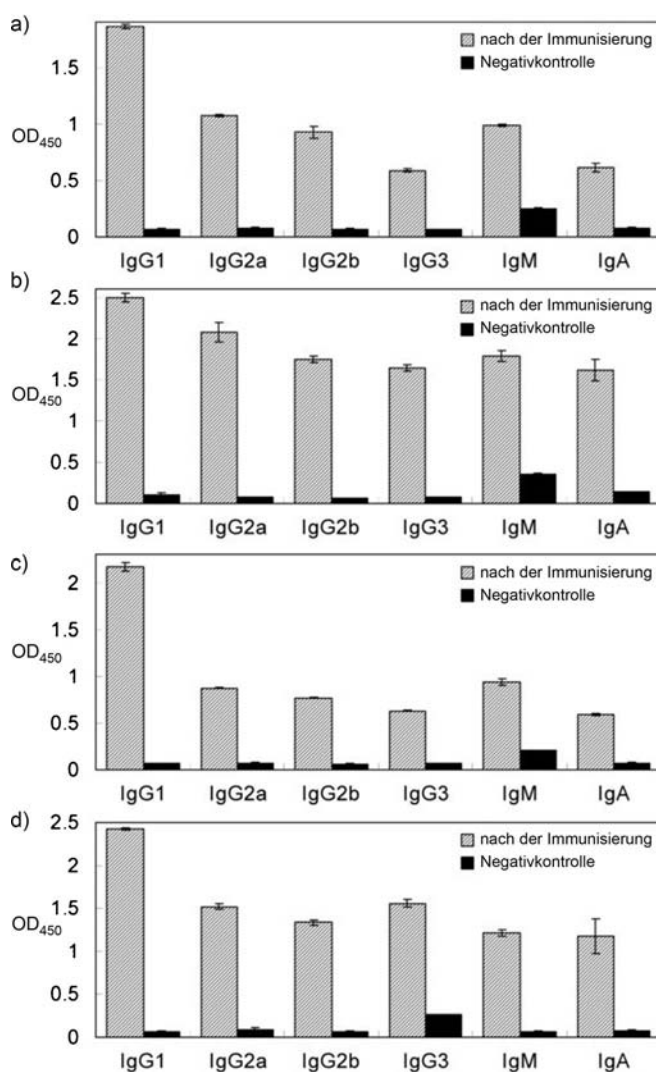 a)
nach der Immunisierung
Negativkontrolle
OD450
1.5
1
0.5
0
IgG1 IgG2a IgG2b IgG3 IgM IgA
b)
nach der Immunisierung
Negativkontrolle
OD450
2.5
2
1.5
1
0.5
0
IgG1 IgG2a IgG2b IgG3 IgM IgA
c)
nach der Immunisierung
Negativkontrolle
OD450
2
1.5
1
0.5
0
IgG1 IgG2a IgG2b IgG3 IgM IgA
d)
nach der Immunisierung
Negativkontrolle
OD450
2.5
2
1.5
1
0.5
0
IgG1 IgG2a IgG2b IgG3 IgM IgA